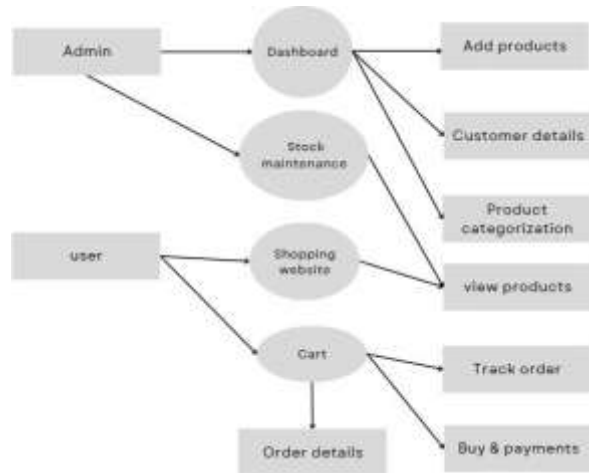 Admin
Dashboard
Add products
Customer details
Stock
maintenance
Product
categorization
user
Shopping
website
view products
Cart
Track order
Order details
Buy & payments